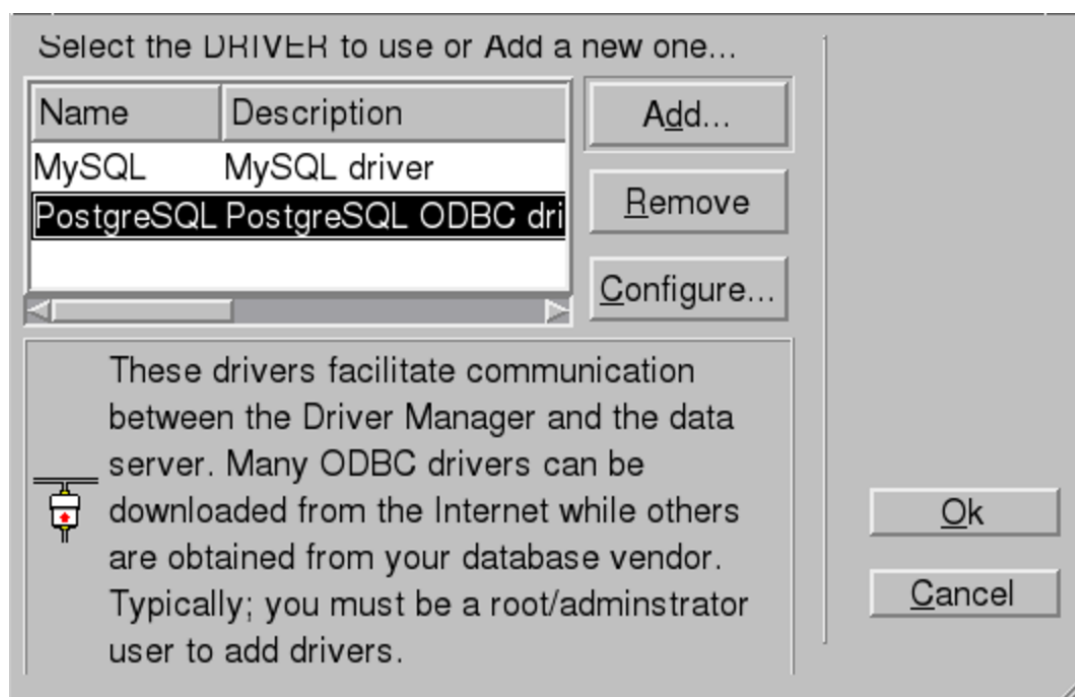 Select the DRIVER to use or Add a new one...
Name Description
Add...
MySQL MySQL driver
PostgreSQL PostgreSQL ODBC dri
Remove
Configure...
These drivers facilitate communication
between the Driver Manager and the data
server. Many ODBC drivers can be
downloaded from the Internet while others
are obtained from your database vendor.
Typically; you must be a root/adminstrator
user to add drivers.
Ok
Cancel